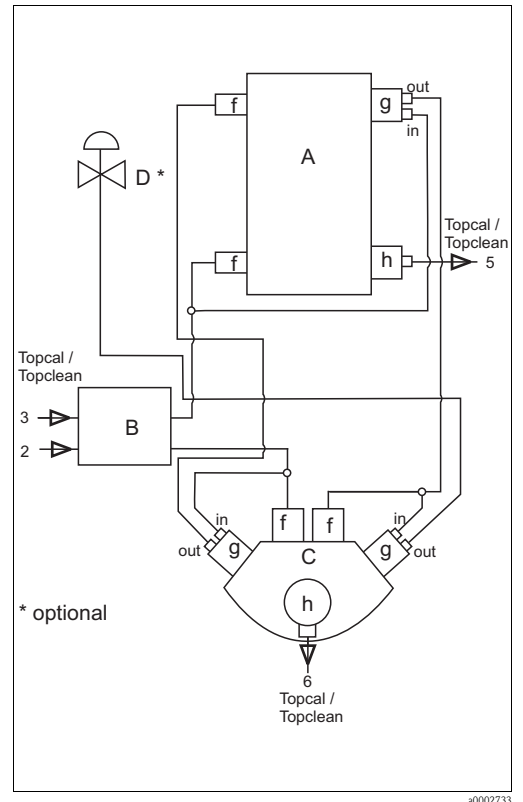 out
f
g
in
A
D *
Topcal /
Topclean
f
h
5
Topcal /
Topclean
3
B
2
in
out
g
f
f
in
g
out
C
h
* optional
6
Topcal /
Topclean
a0002733